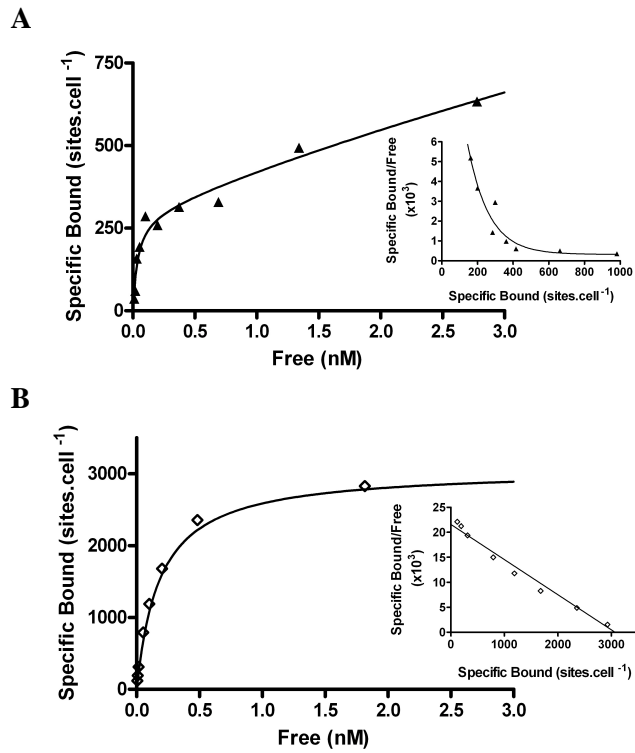 A
Specific Bound (sites.cell -1)
750
500
250
0
0.0 0.5 1.0 1.5 2.0 2.5 3.0
Free (nM)
Specific Bound/Free
(x103)
6
5
4
3
2
1
0
0 200 400 600 800 1000
Specific Bound (sites.cell-1)
B
Specific Bound (sites.cell -1)
3000
2000
1000
0
0.0 0.5 1.0 1.5 2.0 2.5 3.0
Free (nM)
Specific Bound/Free
(x103)
25
20
15
10
5
0
0 1000 2000 3000
Specific Bound (sites.cell-1)